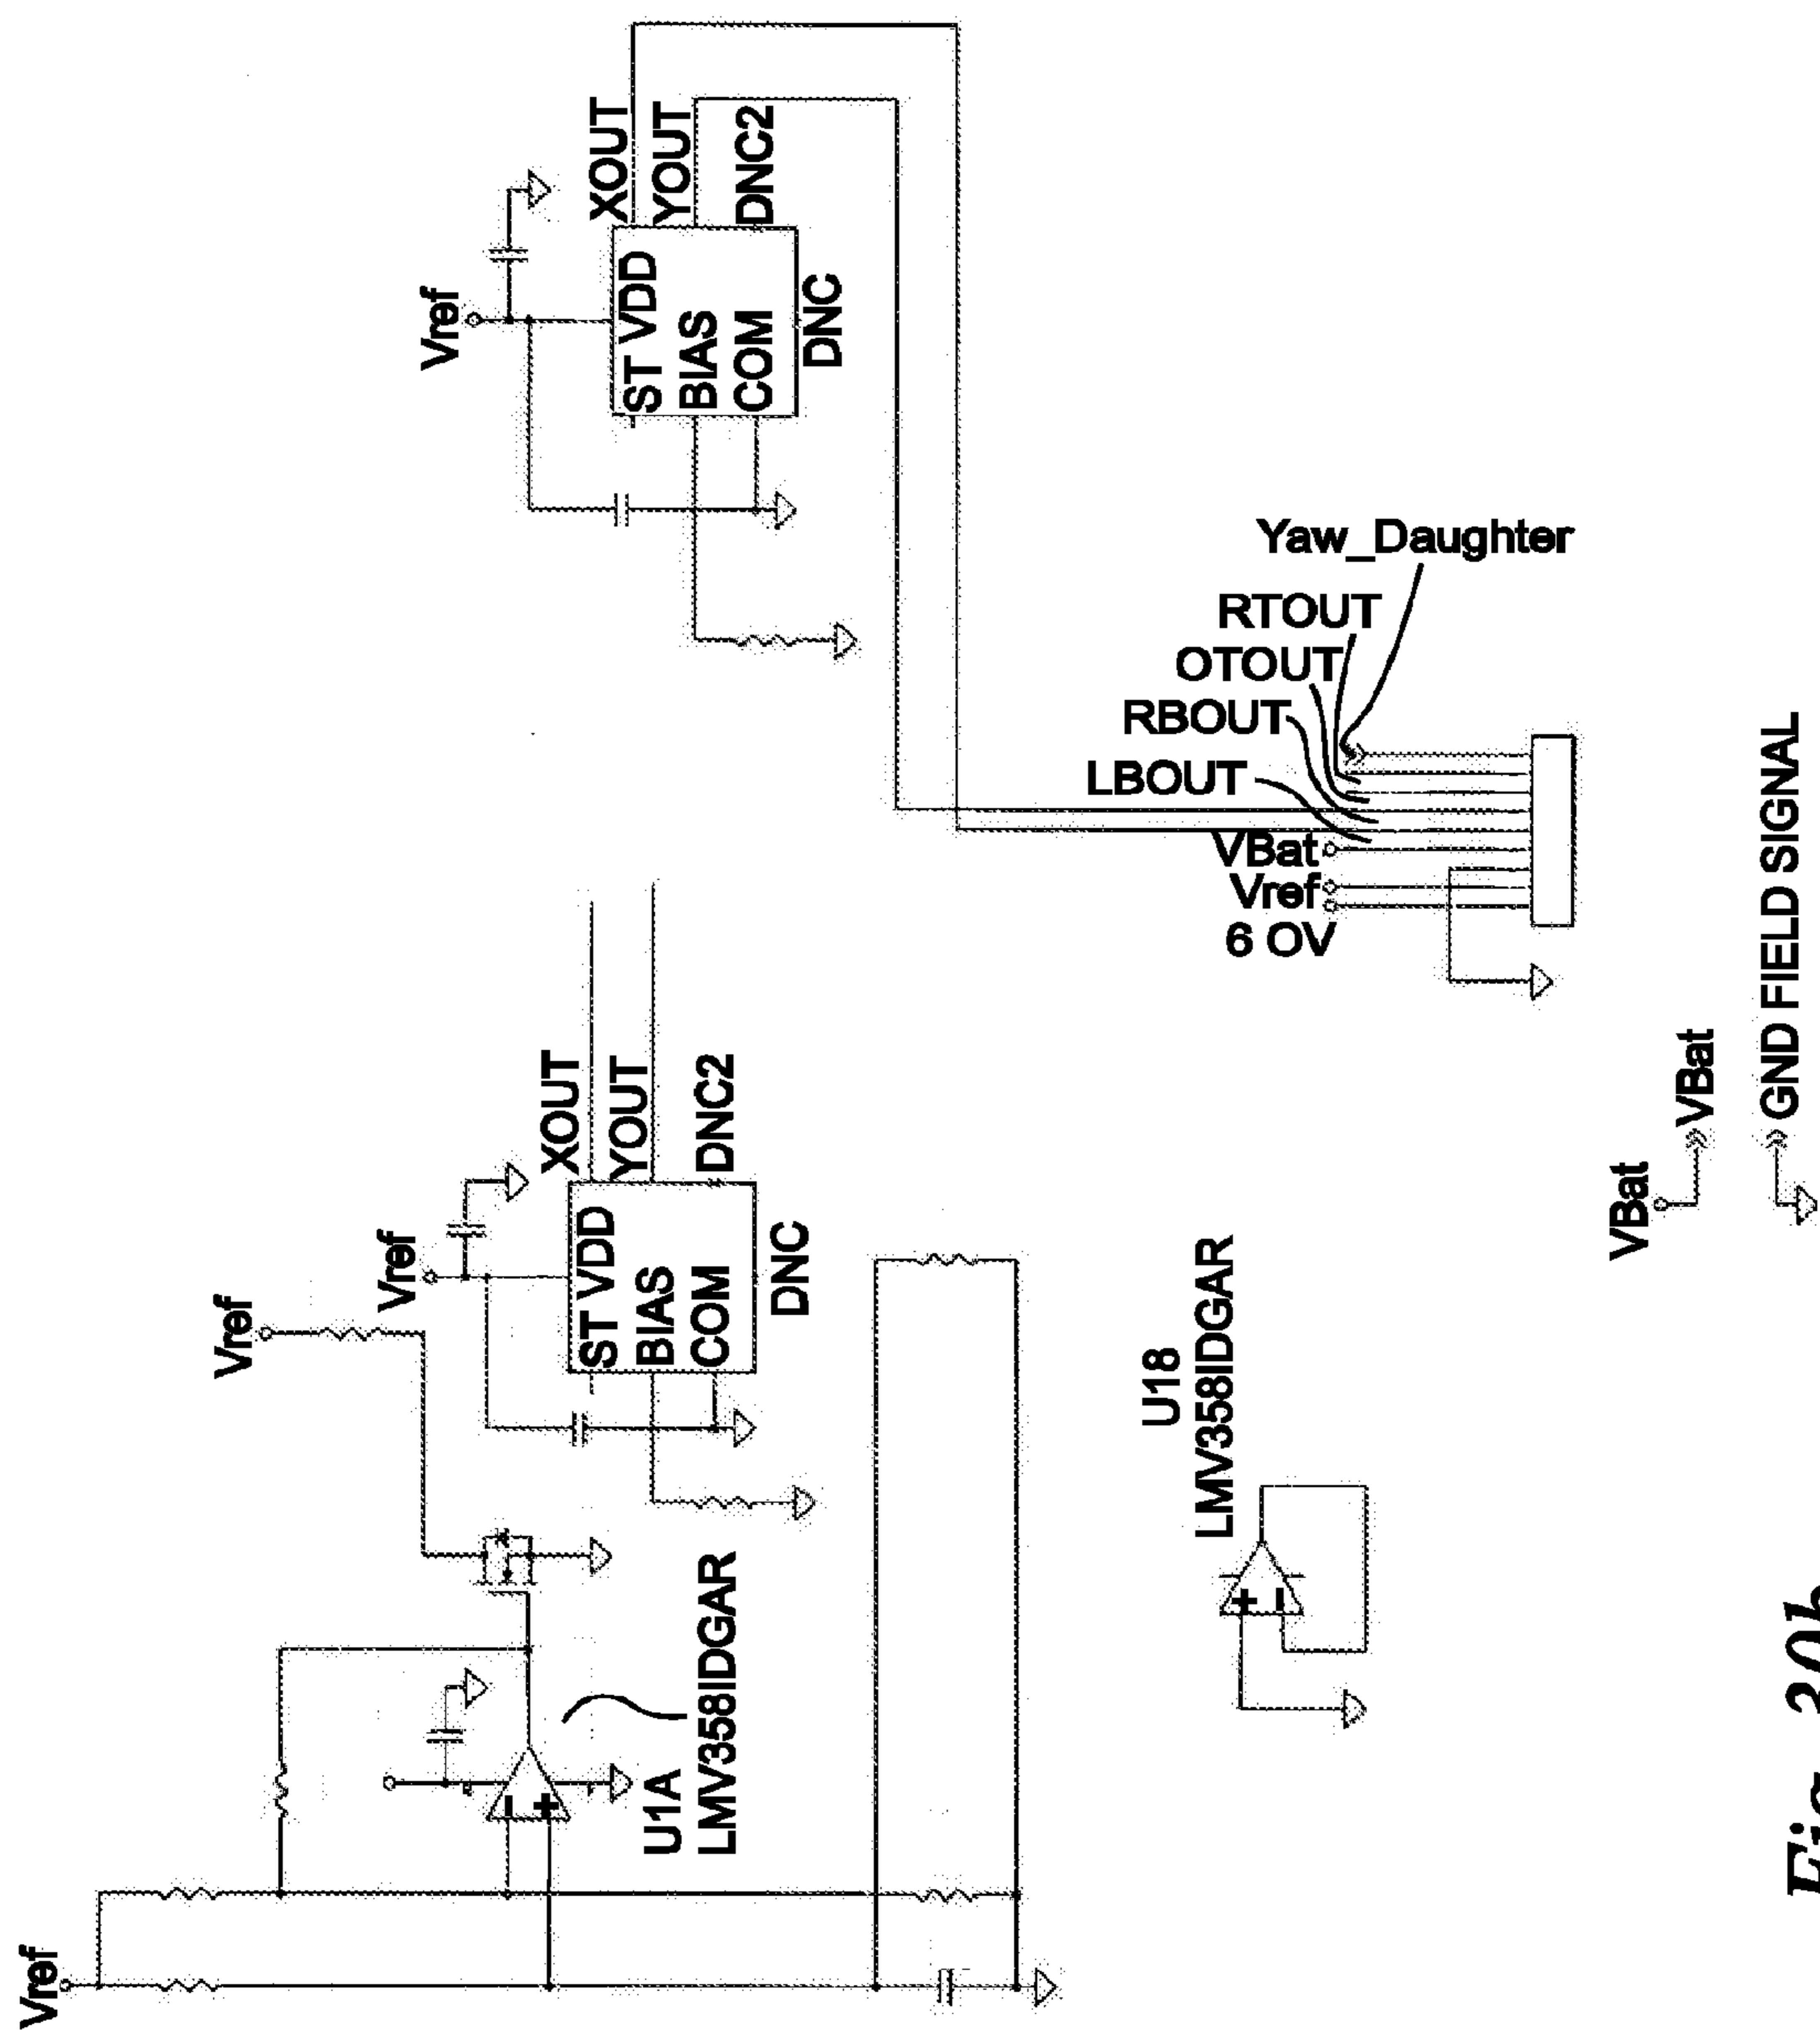 Vref
U1A
LMV358IDGAR
Vref
Vref
ST VDD
BIAS
COM
XOUT
YOUT
DNC2
DNC
Vref
ST VDD
BIAS
COM
XOUT
YOUT
DNC2
DNC
U18
LMV358IDGAR
Yaw_Daughter
RTOUT
OTOUT
RBOUT
LBOUT
VBat
Vref
6 OV
VBat
VBat
GND FIELD SIGNAL